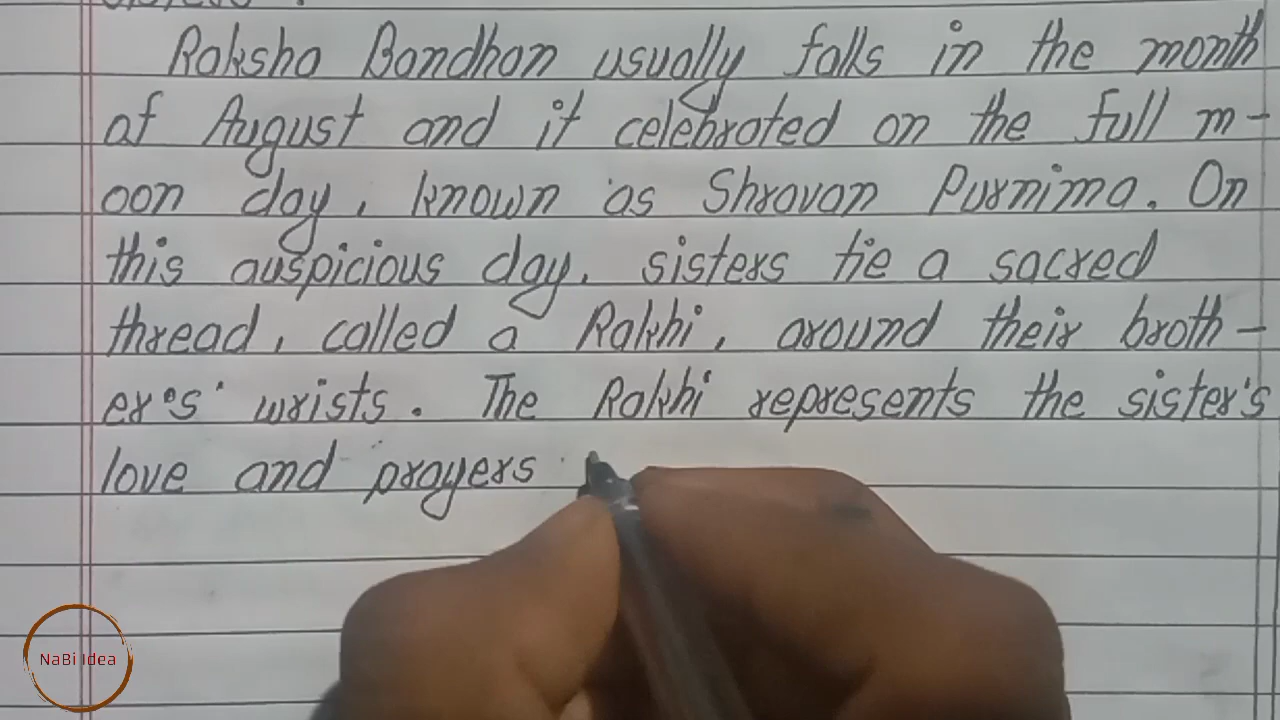 Raksha Bandhan usually falls in the month
of August and it celebrated on the full m-
oon day, known as Shravan Purnima. On
this auspicious day, sisters tie a sacred
thread, called a Rakhi, around their broth-
er's' wrists. The Rakhi represents the sister's
love and prayers
NaBi Idea